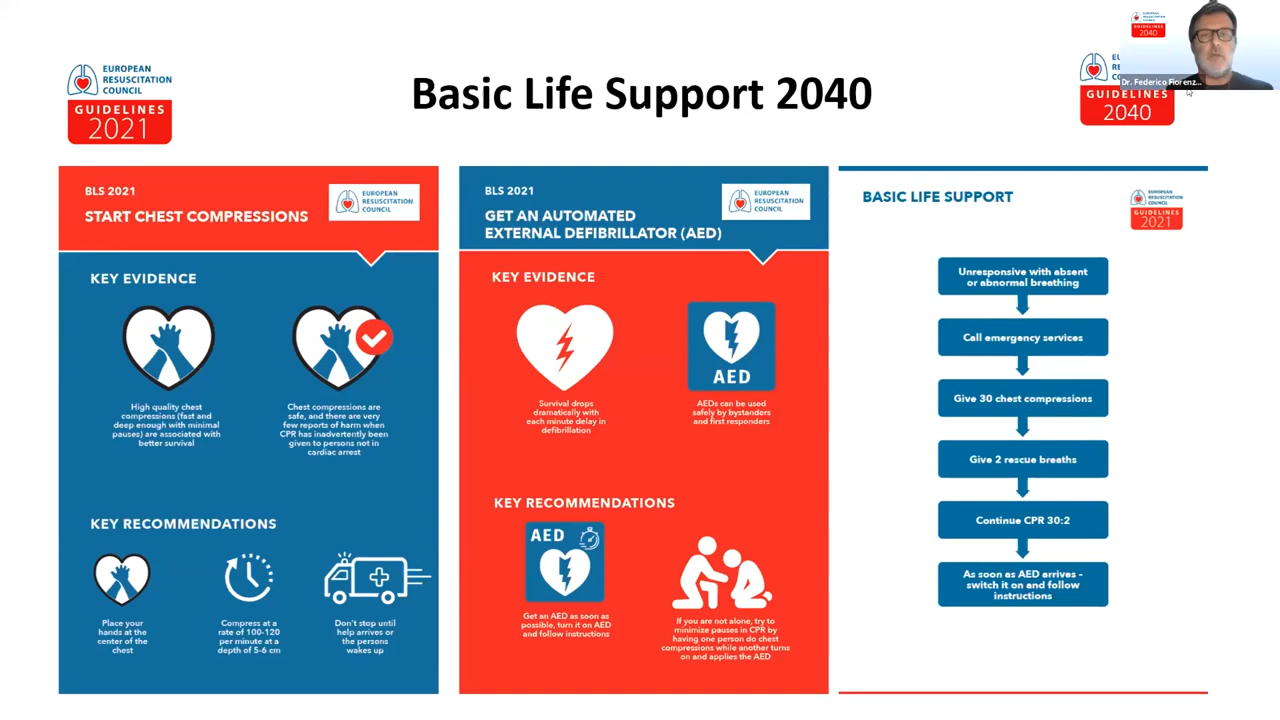 EUROPEAN
RESUSCITATION
COUNCIL
GUIDELINES
2021
Basic Life Support 2040
GUIDELINES
2040
EUROPEAN
RESUSCITATION
COUNCIL
GUIDELINES
2040
Dr. Federico Fiorenz...
BLS 2021
START CHEST COMPRESSIONS
EUROPEAN
RESUSCITATION
COUNCIL
KEY EVIDENCE
High quality chest
compressions (fast and
deep enough with minimal
pauses) are associated with
better survival
Chest compressions are
safe, and there are very
few reports of harm when
CPR has inadvertently been
given to persons not in
cardiac arrest
KEY RECOMMENDATIONS
Place your
hands at the
center of the
chest
Compress at a
rate of 100-120
per minute at a
depth of 5-6 cm
Don't stop until
help arrives or
the persons
wakes up
BLS 2021
GET AN AUTOMATED
EXTERNAL DEFIBRILLATOR (AED)
EUROPEAN
RESUSCITATION
COUNCIL
KEY EVIDENCE
Survival drops
dramatically with
each minute delay in
defibrillation
AED
AEDs can be used
safely by bystanders
and first responders
KEY RECOMMENDATIONS
AED
Get an AED as soon as
possible, turn it on AED
and follow instructions
If you are not alone, try to
minimize pauses in CPR by
having one person do chest
compressions while another turns
on and applies the AED
BASIC LIFE SUPPORT
EUROPEAN
RESUSCITATION
COUNCIL
GUIDELINES
2021
Unresponsive with absent
or abnormal breathing
Call emergency services
Give 30 chest compressions
Give 2 rescue breaths
Continue CPR 30:2
As soon as AED arrives –
switch it on and follow
instructions